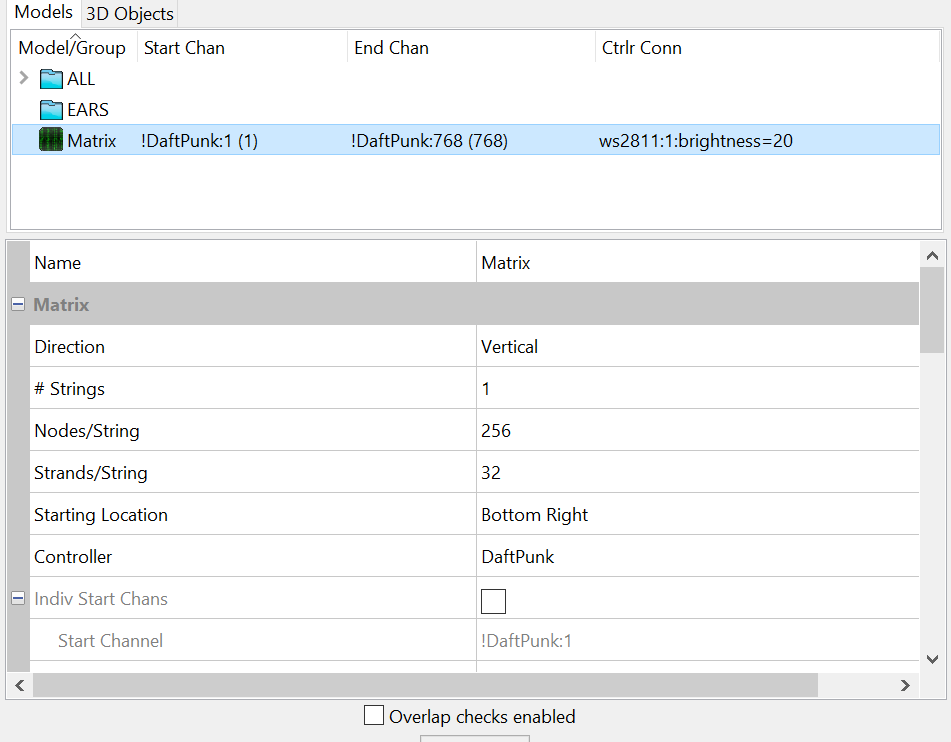 Models 3D Objects
Model/Group Start Chan End Chan Ctrlr Conn
ALL
EARS
Matrix !DaftPunk:1 (1) !DaftPunk:768 (768) ws2811:1:brightness=20
Name Matrix
Matrix
Direction Vertical
# Strings 1
Nodes/String 256
Strands/String 32
Starting Location Bottom Right
Controller DaftPunk
Indiv Start Chans
Start Channel !DaftPunk:1
Overlap checks enabled